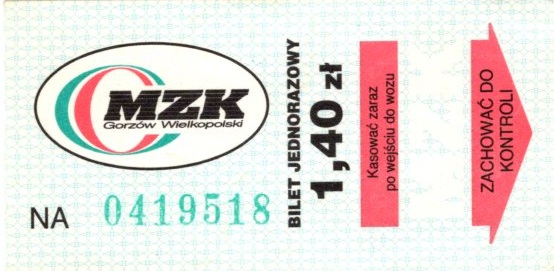 MZK
Gorzów Wielkopolski
NA 0419518
BILET JEDNORAZOWY
1,40 zł
Kasować zaraz
po wejściu do wozu
ZACHOWAĆ DO
KONTROLI